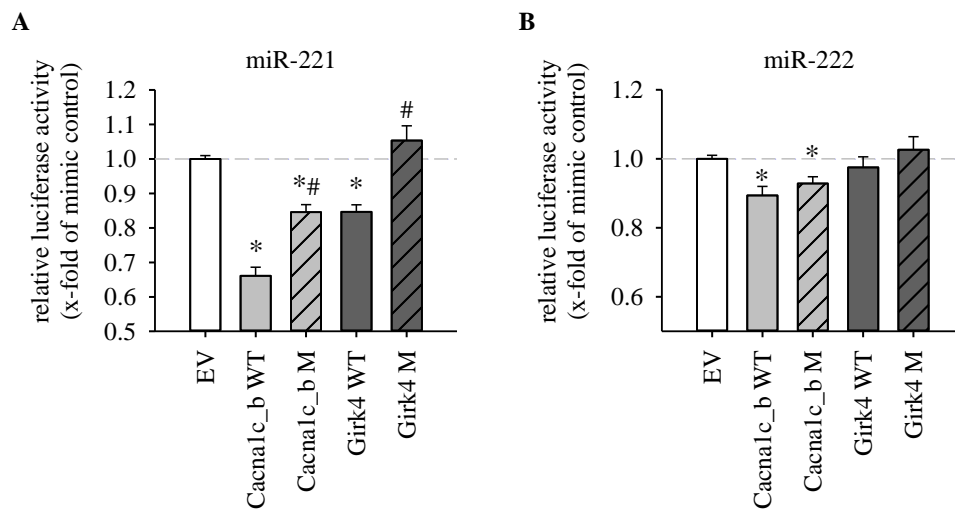 A
miR-221
relative luciferase activity
(x-fold of mimic control)
1.2
1.1
1.0
0.9
0.8
0.7
0.6
0.5
*
*#
*
#
EV
Cacna1c_b WT
Cacna1c_b M
Girk4 WT
Girk4 M
B
miR-222
relative luciferase activity
(x-fold of mimic control)
1.2
1.0
0.8
0.6
*
*
EV
Cacna1c_b WT
Cacna1c_b M
Girk4 WT
Girk4 M